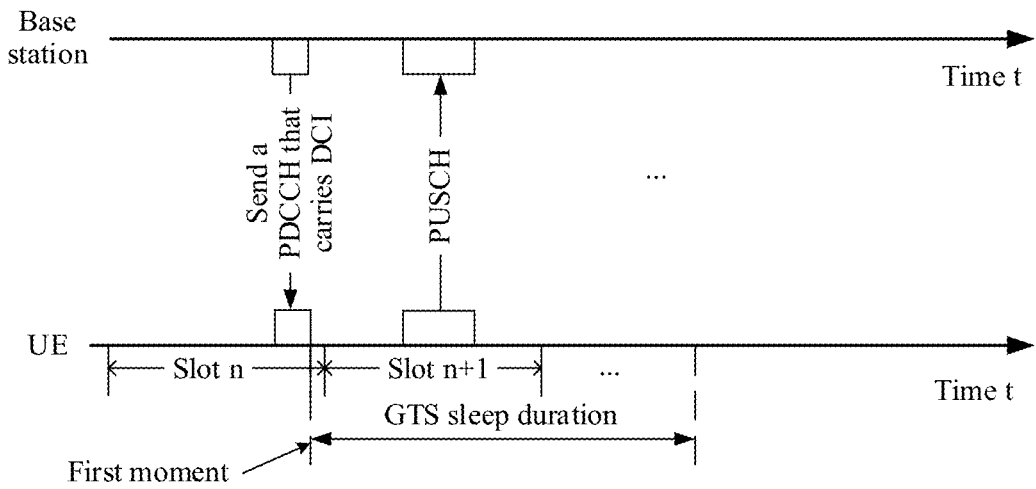 Base
station
Time t
Send a
PDCCH that
carries DCI
PUSCH
...
UE
Slot n
Slot n+1
...
Time t
GTS sleep duration
First moment